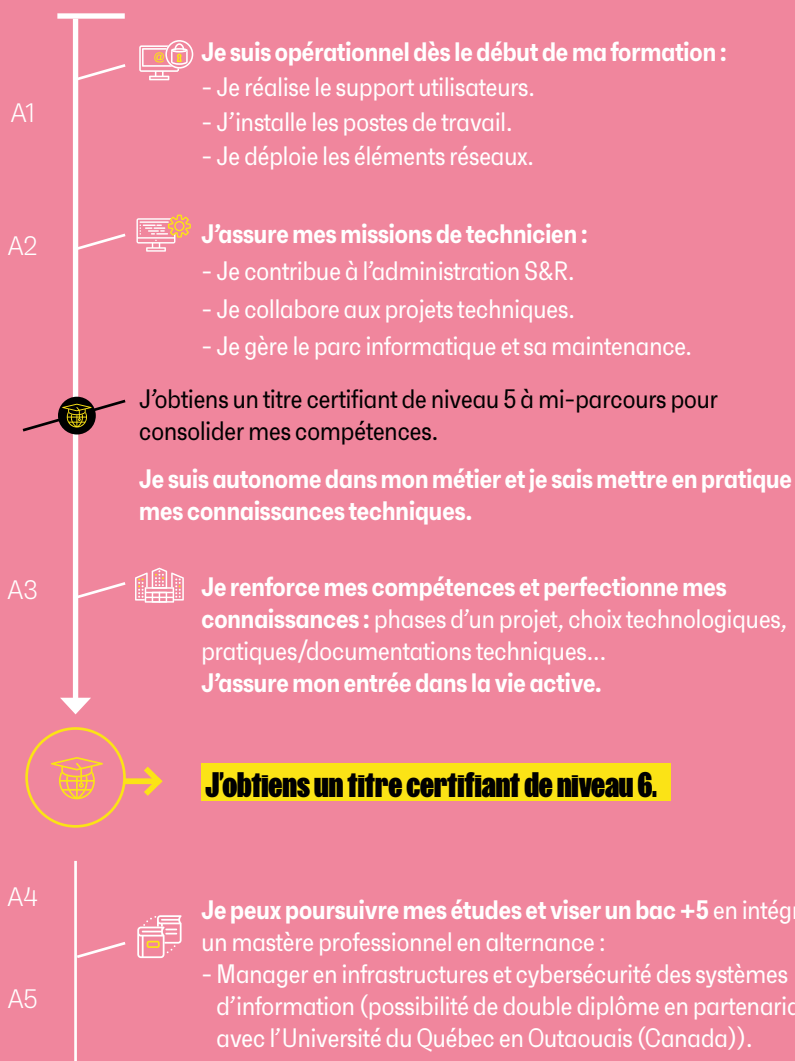 Je suis opérationnel dès le début de ma formation :
A1
- Je réalise le support utilisateurs.
- J'installe les postes de travail.
- Je déploie les éléments réseaux.
A2
J'assure mes missions de technicien :
- Je contribue à l'administration S&R.
- Je collabore aux projets techniques.
- Je gère le parc informatique et sa maintenance.
J'obtiens un titre certifiant de niveau 5 à mi-parcours pour
consolider mes compétences.
Je suis autonome dans mon métier et je sais mettre en pratique
mes connaissances techniques.
A3
Je renforce mes compétences et perfectionne mes
connaissances : phases d'un projet, choix technologiques,
pratiques/documentations techniques...
J'assure mon entrée dans la vie active.
J'obtiens un titre certifiant de niveau 6.
A4
Je peux poursuivre mes études et viser un bac +5 en intégr
un mastère professionnel en alternance :
- Manager en infrastructures et cybersécurité des systèmes
A5
d'information (possibilité de double diplôme en partenaria
avec l'Université du Québec en Outaouais (Canada)).